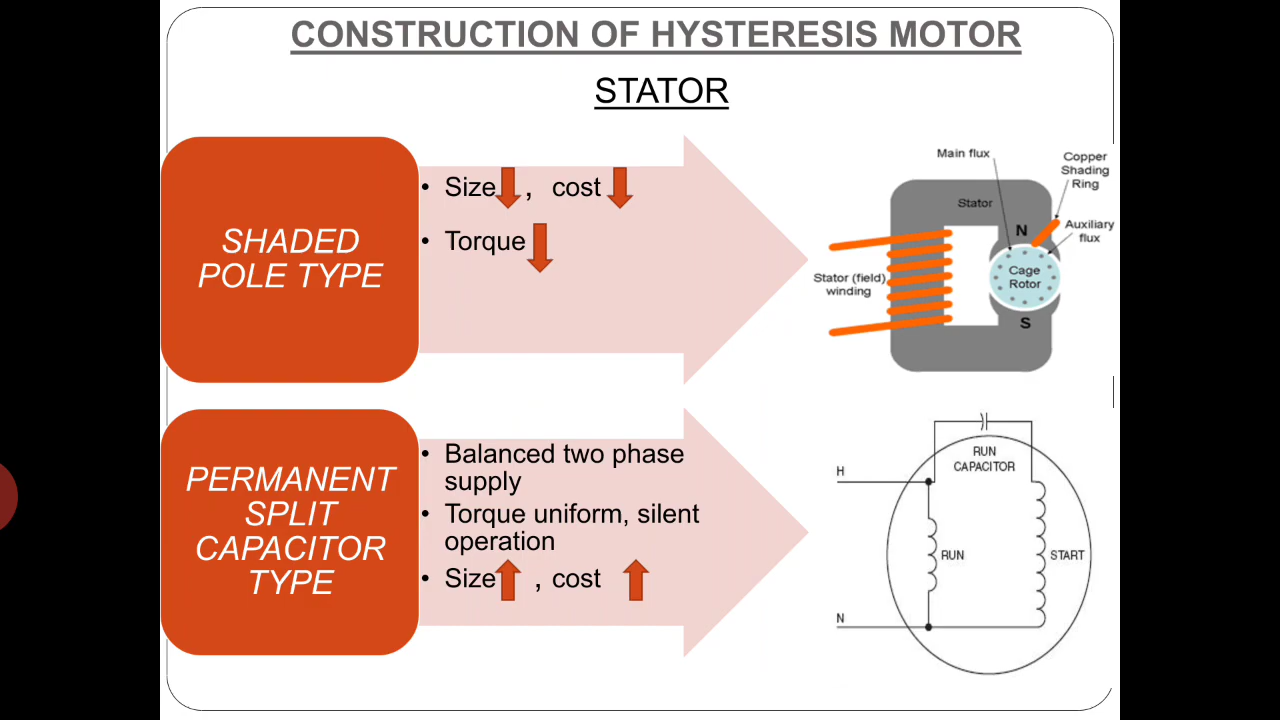 CONSTRUCTION OF HYSTERESIS MOTOR
STATOR
SHADED
POLE TYPE
• Size , cost
• Torque
Main flux
Copper
Shading
Ring
Stator
N
Auxiliary
flux
Cage
Rotor
Stator (field)
winding
S
PERMANENT
SPLIT
CAPACITOR
TYPE
• Balanced two phase
supply
• Torque uniform, silent
operation
• Size , cost
RUN
CAPACITOR
H
RUN
START
N